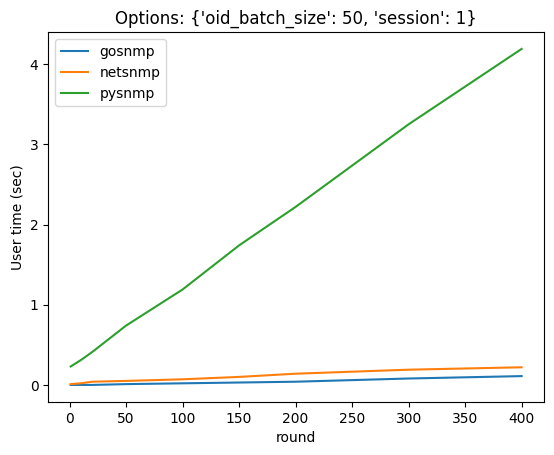 Options: {'oid_batch_size': 50, 'session': 1}
gosnmp
netsnmp
pysnmp
User time (sec)
4
3
2
1
0
0 50 100 150 200 250 300 350 400
round